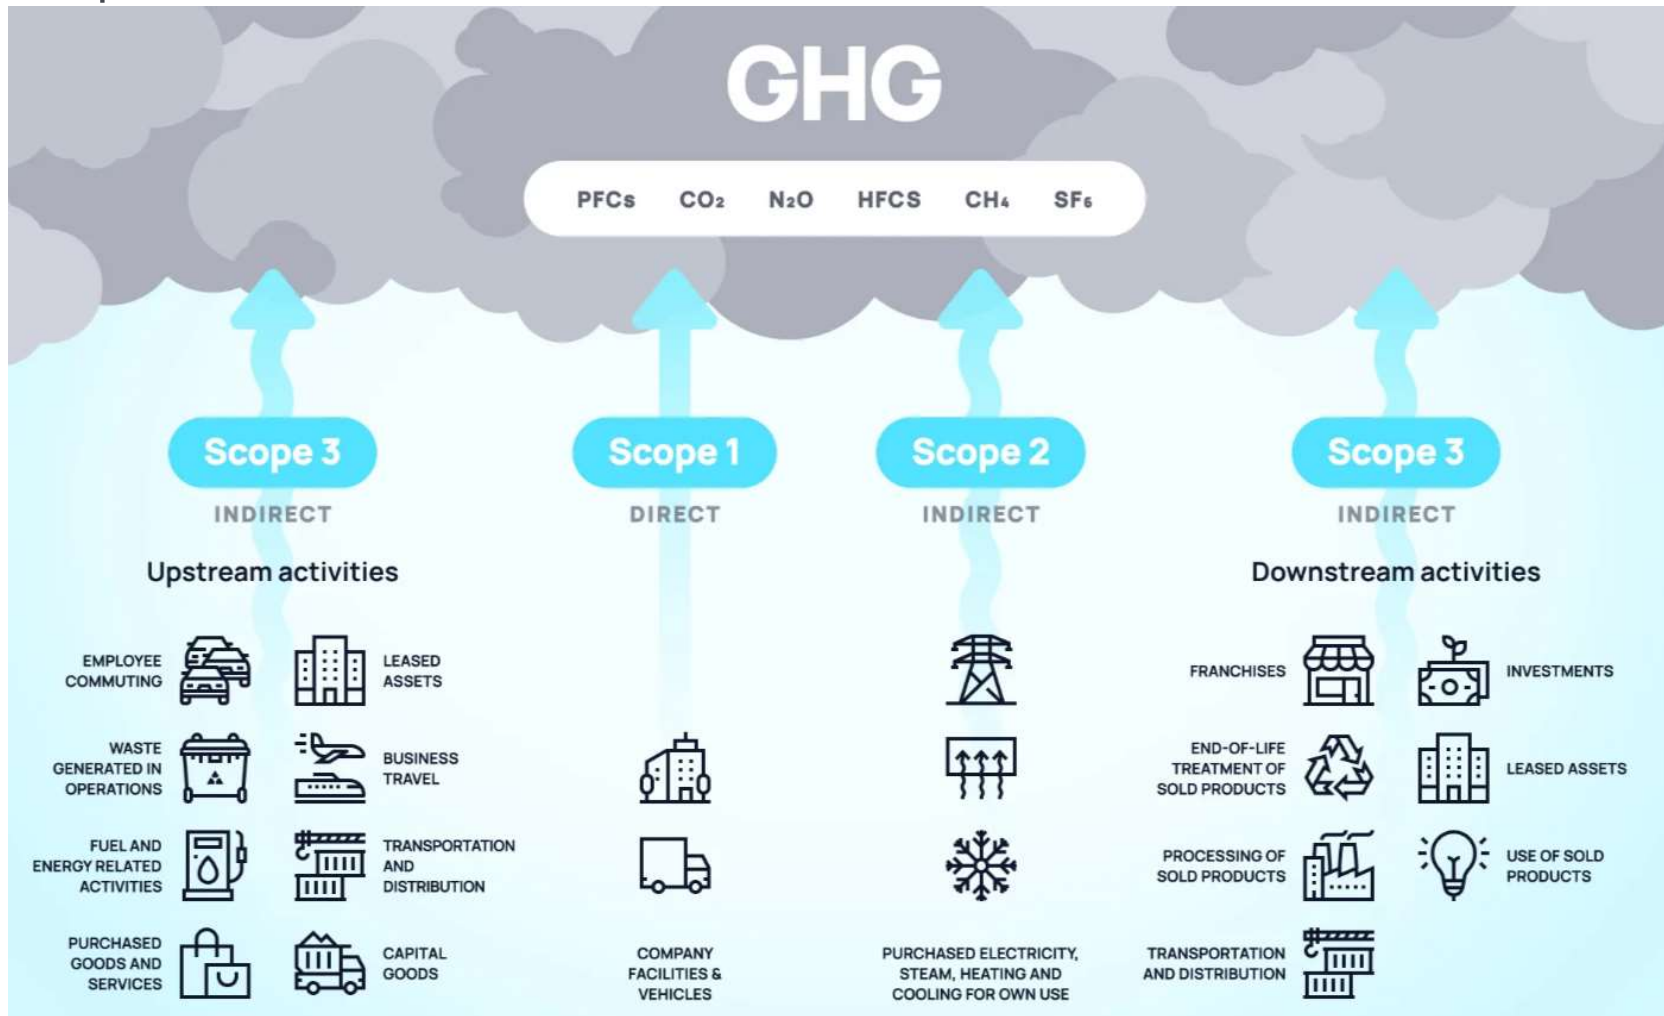 GHG
PFCs CO₂ N₂O HFCS CH₄ SF₆
Scope 3
INDIRECT
Upstream activities
EMPLOYEE
COMMUTING
LEASED
ASSETS
WASTE
GENERATED IN
OPERATIONS
BUSINESS
TRAVEL
FUEL AND
ENERGY RELATED
ACTIVITIES
TRANSPORTATION
AND
DISTRIBUTION
PURCHASED
GOODS AND
SERVICES
CAPITAL
GOODS
Scope 1
DIRECT
COMPANY
FACILITIES &
VEHICLES
Scope 2
INDIRECT
PURCHASED ELECTRICITY,
STEAM, HEATING AND
COOLING FOR OWN USE
Scope 3
INDIRECT
Downstream activities
FRANCHISES
INVESTMENTS
END-OF-LIFE
TREATMENT OF
SOLD PRODUCTS
LEASED ASSETS
PROCESSING OF
SOLD PRODUCTS
USE OF SOLD
PRODUCTS
TRANSPORTATION
AND DISTRIBUTION